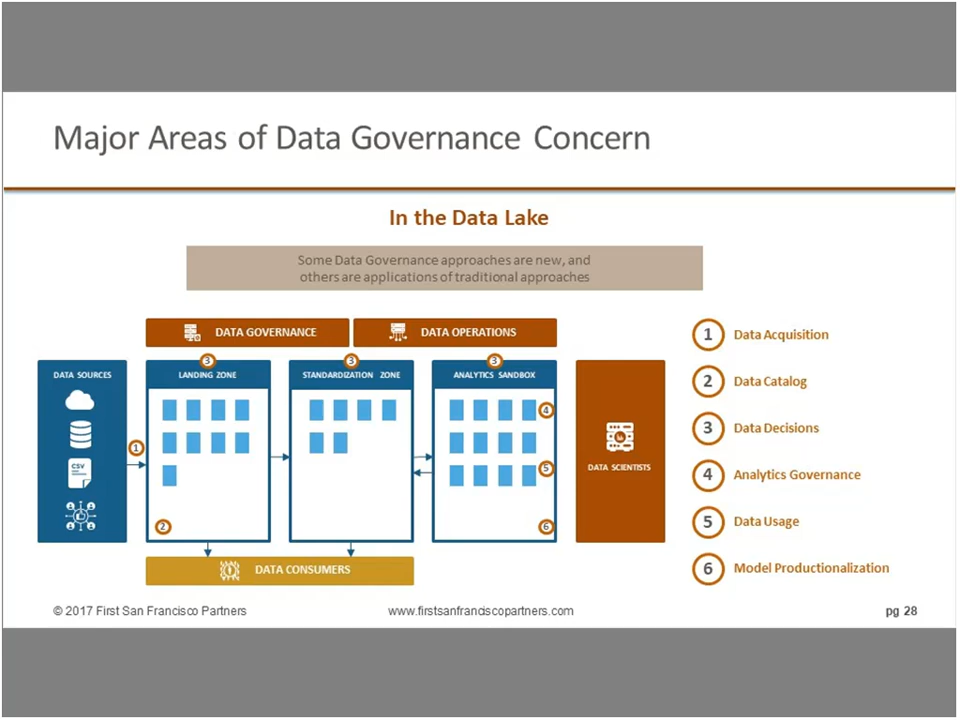 Major Areas of Data Governance Concern
In the Data Lake
Some Data Governance approaches are new, and
others are applications of traditional approaches
DATA GOVERNANCE
DATA OPERATIONS
DATA SOURCES
CSV
1
3
LANDING ZONE
2
3
STANDARDIZATION ZONE
3
ANALYTICS SANDBOX
4
5
6
DATA SCIENTISTS
DATA CONSUMERS
1 Data Acquisition
2 Data Catalog
3 Data Decisions
4 Analytics Governance
5 Data Usage
6 Model Productionalization
© 2017 First San Francisco Partners
www.firstsanfranciscopartners.com
pg 28